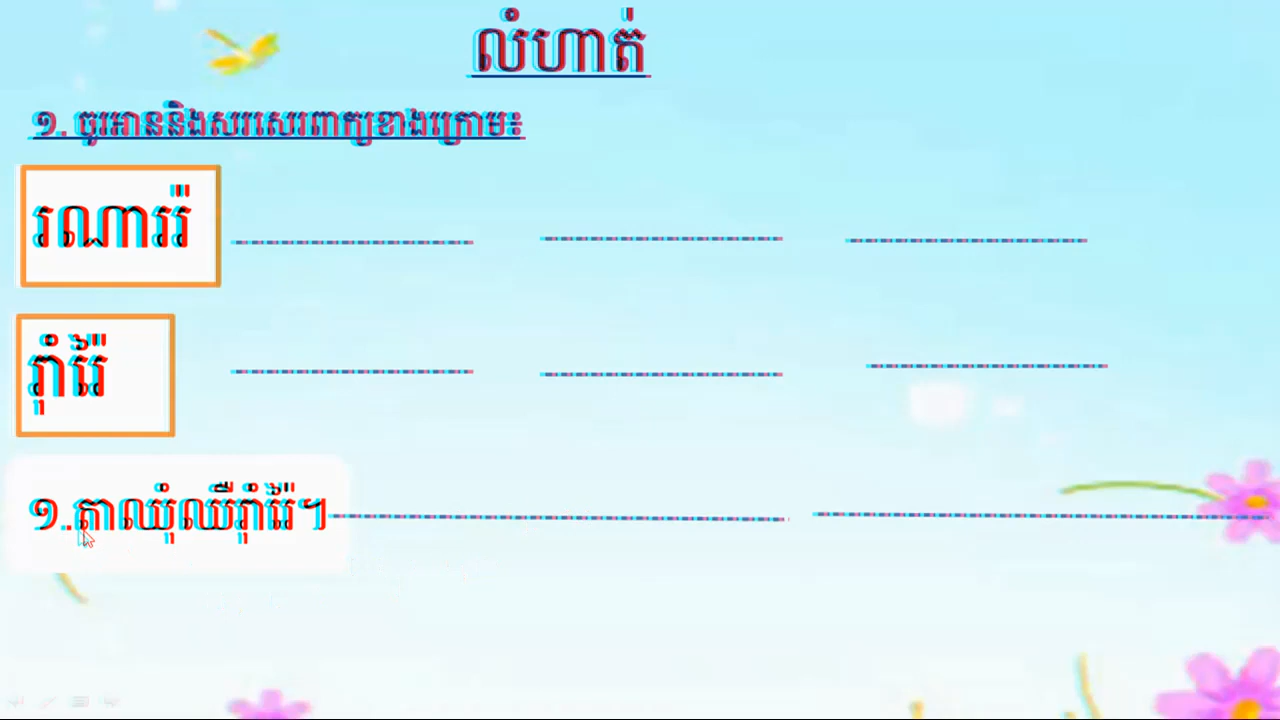 លំហាត់
១. ចូរអាននិងសរសេរពាក្យខាងក្រោម៖
រណារវ៉
រ៉ាំរ៉ៃ
១.តាឈុំឈឺរ៉ាំរ៉ៃ។